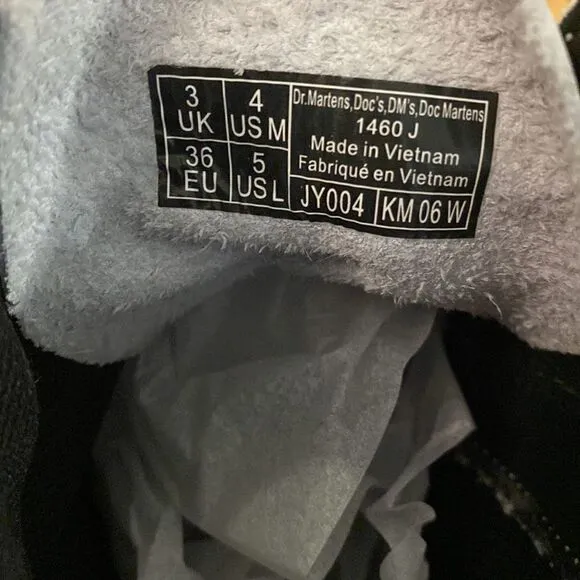 3 UK
4 US M
36 EU
5 US L
Dr.Martens,Doc's,DM's,Doc Martens
1460 J
Made in Vietnam
Fabriqué en Vietnam
JY004
KM 06 W